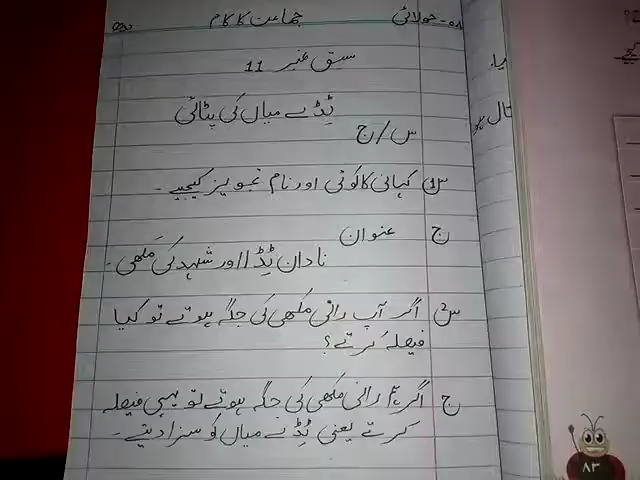 جماعت کا کام
جولائی
سبق نمبر 11
ٹڈے میاں کی پٹائی
س/ج
س۱ کہانی کا کوئی اور نام تجویز کیجیے۔
ج عنوان
نادان ٹڈا اور شہد کی مکھی۔
س اگر آپ رانی مکھی کی جگہ ہوتے تو کیا
فیصلہ کرتے؟
ج اگر ہم رانی مکھی کی جگہ ہوتے تو یہی فیصلہ
کرتے یعنی ٹڈے میاں کو سزا دیتے۔
۸۳